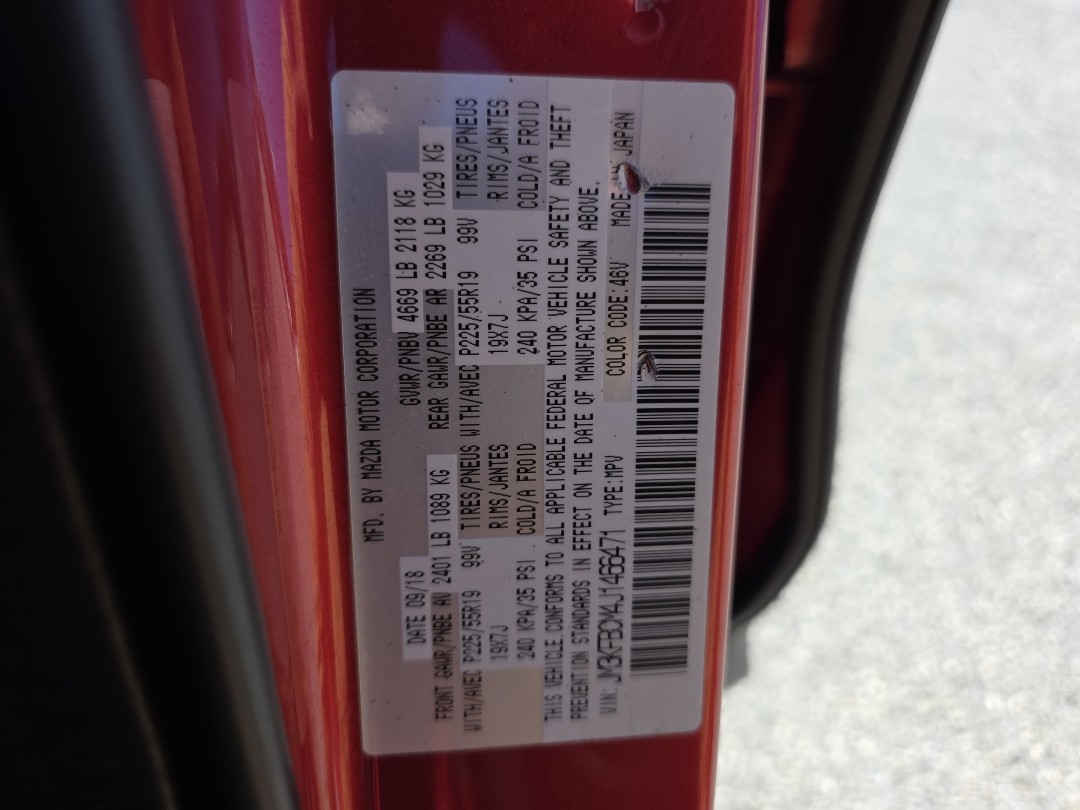 MFD. BY MAZDA MOTOR CORPORATION
DATE 09/18 GVWR/PNBV 4669 LB 2118 KG
FRONT GAWR/PNBE AV 2401 LB 1089 KG REAR GAWR/PNBE AR 2269 LB 1029 KG
WITH/AVEC P225/55R19 99V TIRES/PNEUS WITH/AVEC P225/55R19 99V TIRES/PNEUS
19X7J RIMS/JANTES 19X7J RIMS/JANTES
240 KPA/35 PSI. COLD/A FROID 240 KPA/35 PSI COLD/A FROID
THIS VEHICLE CONFORMS TO ALL APPLICABLE FEDERAL MOTOR VEHICLE SAFETY AND THEFT
PREVENTION STANDARDS IN EFFECT ON THE DATE OF MANUFACTURE SHOWN ABOVE.
VIN: JM3KFBCM4J1466471 TYPE:MPV COLOR CODE:46V MADE IN JAPAN